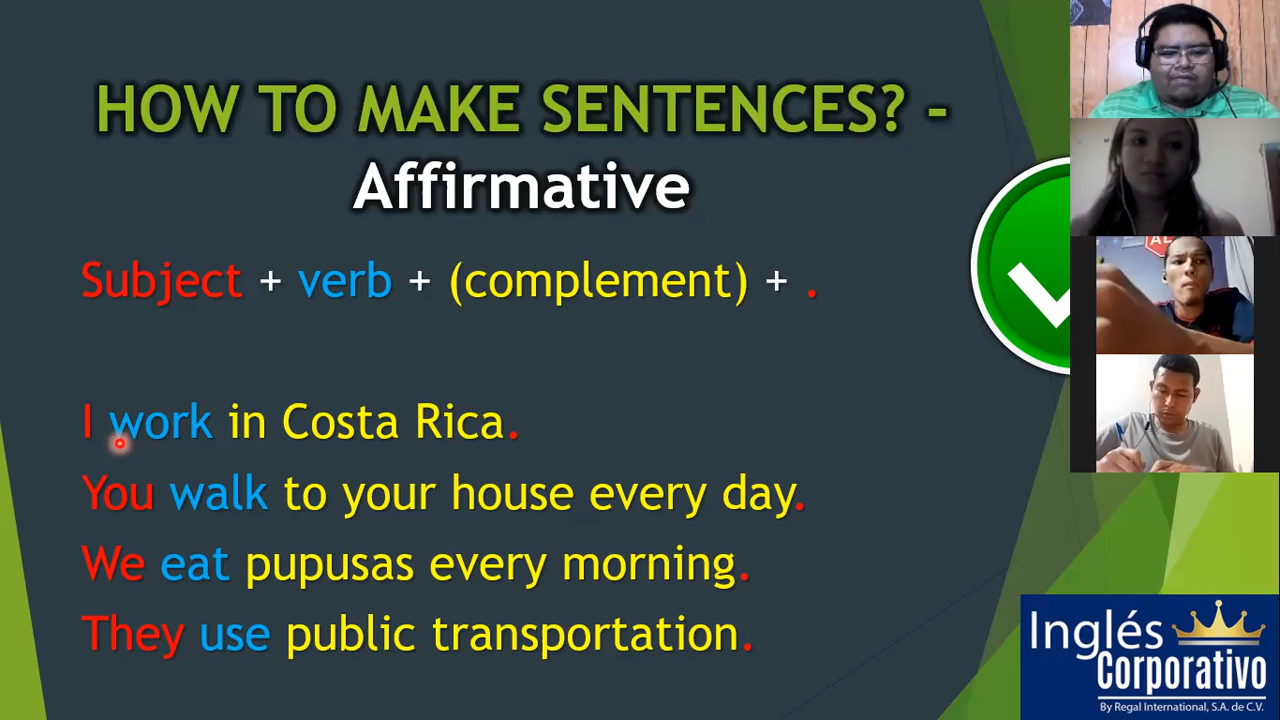 HOW TO MAKE SENTENCES? -
Affirmative
Subject + verb + (complement) + .
I work in Costa Rica.
You walk to your house every day.
We eat pupusas every morning.
They use public transportation.
AL
Inglés
Corporativo
By Regal International, S.A. de C.V.